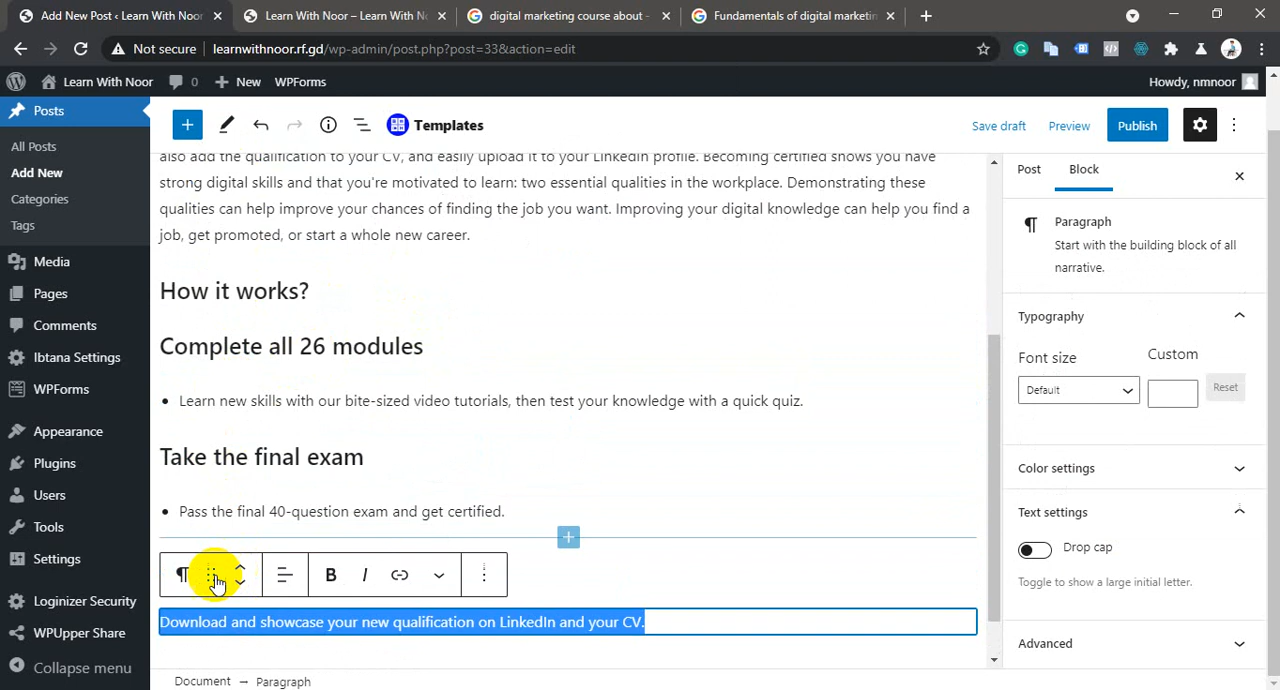 Add New Post ‹ Learn With Noor
Learn With Noor – Learn With N
digital marketing course about -
Fundamentals of digital marketin
Not secure
learnwithnoor.rf.gd/wp-admin/post.php?post=33&action=edit
Learn With Noor
0
New
WPForms
Howdy, nmnoor
Posts
All Posts
Add New
Categories
Tags
Media
Pages
Comments
Ibtana Settings
WPForms
Appearance
Plugins
Users
Tools
Settings
Loginizer Security
WPUpper Share
Collapse menu
Templates
Save draft
Preview
Publish
also add the qualification to your CV, and easily upload it to your LinkedIn profile. Becoming certified shows you have
strong digital skills and that you're motivated to learn: two essential qualities in the workplace. Demonstrating these
qualities can help improve your chances of finding the job you want. Improving your digital knowledge can help you find a
job, get promoted, or start a whole new career.
How it works?
Complete all 26 modules
• Learn new skills with our bite-sized video tutorials, then test your knowledge with a quick quiz.
Take the final exam
• Pass the final 40-question exam and get certified.
B
I
Download and showcase your new qualification on LinkedIn and your CV.
Document → Paragraph
Post
Block
Paragraph
Start with the building block of all
narrative.
Typography
Font size
Custom
Default
Reset
Color settings
Text settings
Drop cap
Toggle to show a large initial letter.
Advanced